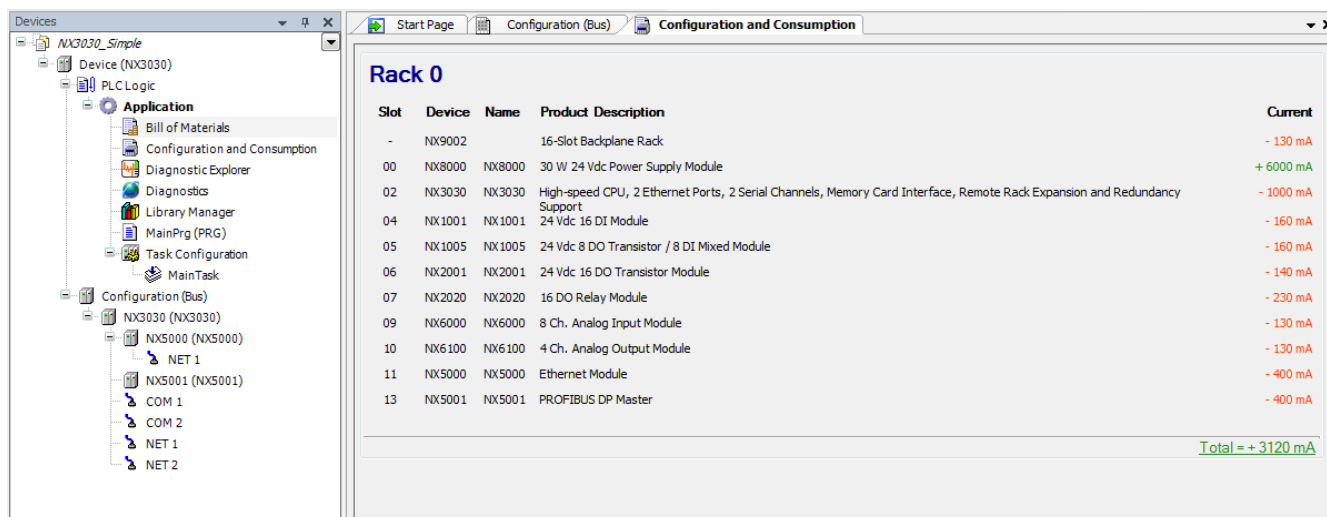 Devices
NX3030_Simple
Device (NX3030)
PLC Logic
Application
Bill of Materials
Configuration and Consumption
Diagnostic Explorer
Diagnostics
Library Manager
MainPrg (PRG)
Task Configuration
MainTask
Configuration (Bus)
NX3030 (NX3030)
NX5000 (NX5000)
NET 1
NX5001 (NX5001)
COM 1
COM 2
NET 1
NET 2
Start Page Configuration (Bus) Configuration and Consumption
Rack 0
Slot Device Name Product Description Current
- NX9002 16-Slot Backplane Rack - 130 mA
00 NX8000 NX8000 30 W 24 Vdc Power Supply Module + 6000 mA
02 NX3030 NX3030 High-speed CPU, 2 Ethernet Ports, 2 Serial Channels, Memory Card Interface, Remote Rack Expansion and Redundancy - 1000 mA
Support
04 NX1001 NX1001 24 Vdc 16 DI Module - 160 mA
05 NX1005 NX1005 24 Vdc 8 DO Transistor / 8 DI Mixed Module - 160 mA
06 NX2001 NX2001 24 Vdc 16 DO Transistor Module - 140 mA
07 NX2020 NX2020 16 DO Relay Module - 230 mA
09 NX6000 NX6000 8 Ch. Analog Input Module - 130 mA
10 NX6100 NX6100 4 Ch. Analog Output Module - 130 mA
11 NX5000 NX5000 Ethernet Module - 400 mA
13 NX5001 NX5001 PROFIBUS DP Master - 400 mA
Total = + 3120 mA